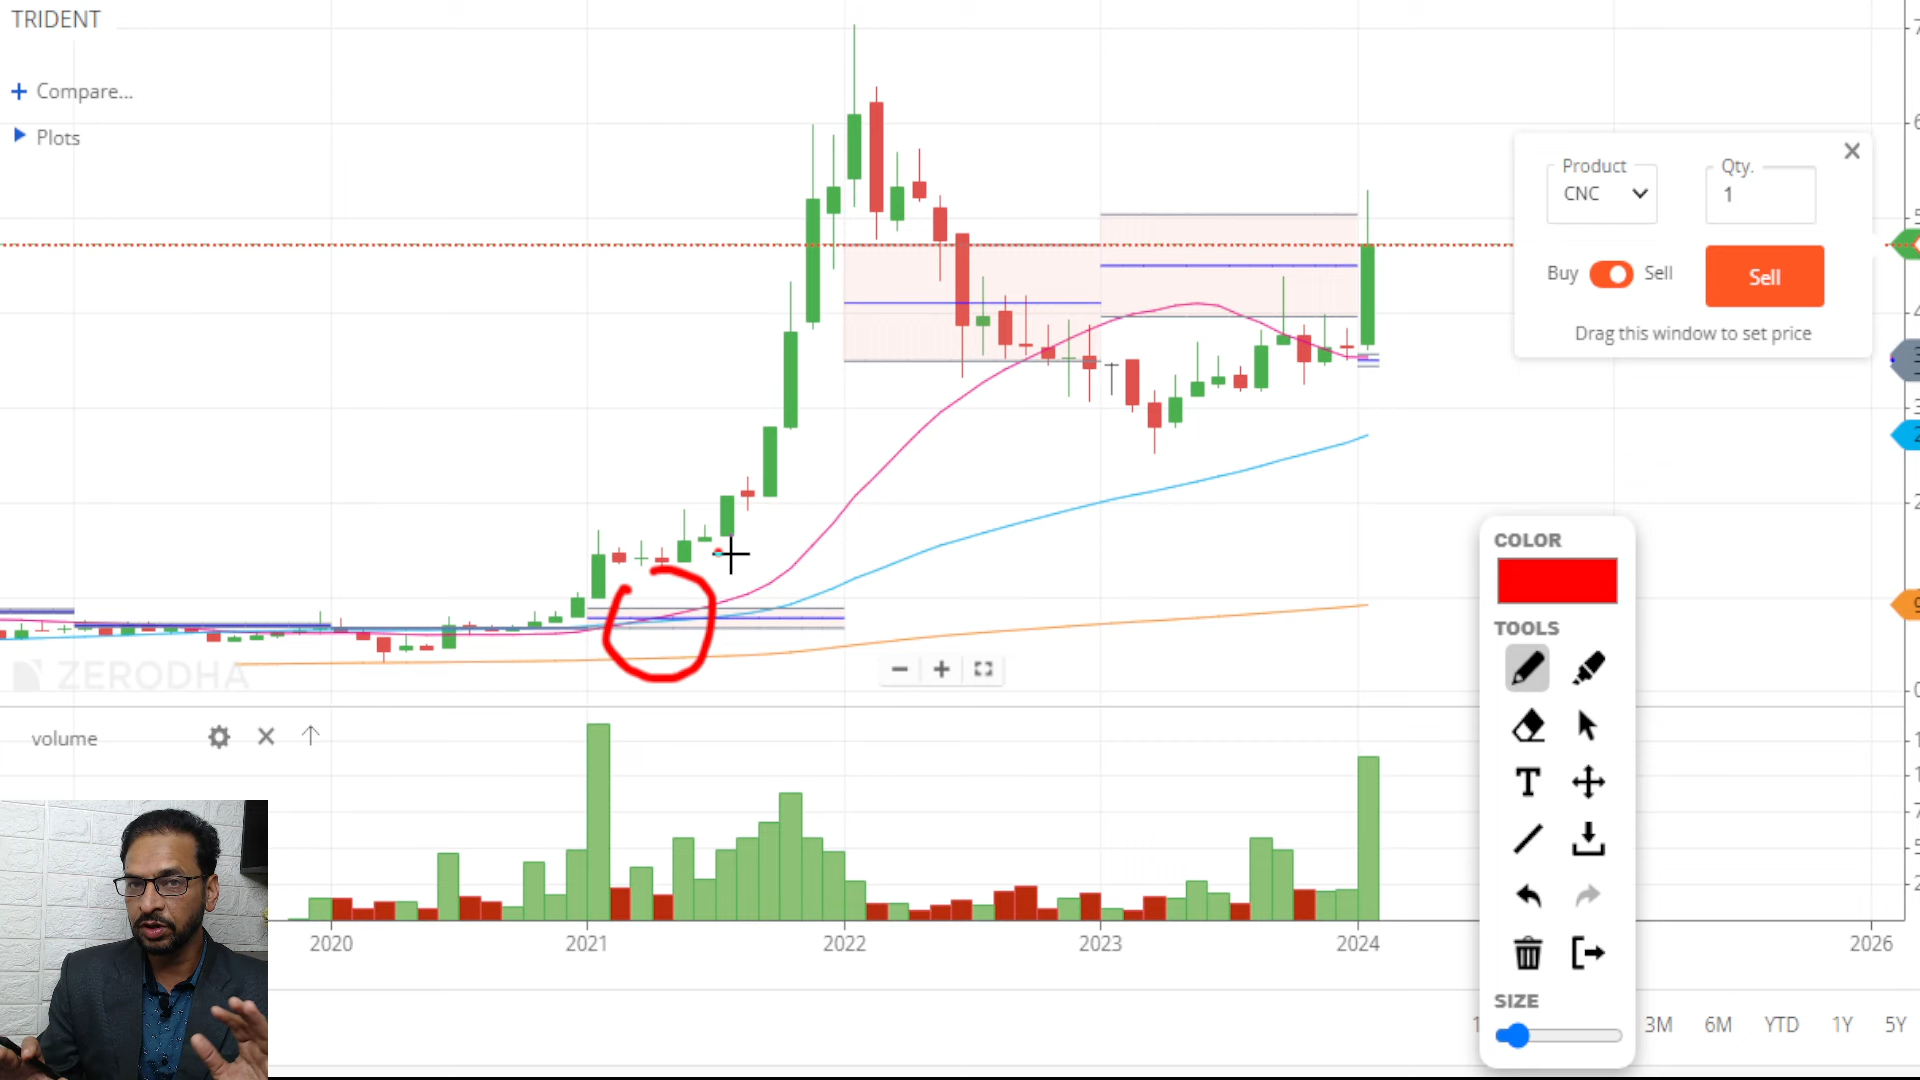 TRIDENT
Compare...
Plots
Product
CNC
Qty.
1
Buy
Sell
Sell
Drag this window to set price
COLOR
TOOLS
T
ZERODHA
volume
2020
2021
2022
2023
2024
2026
SIZE
3M
6M
YTD
1Y
5Y